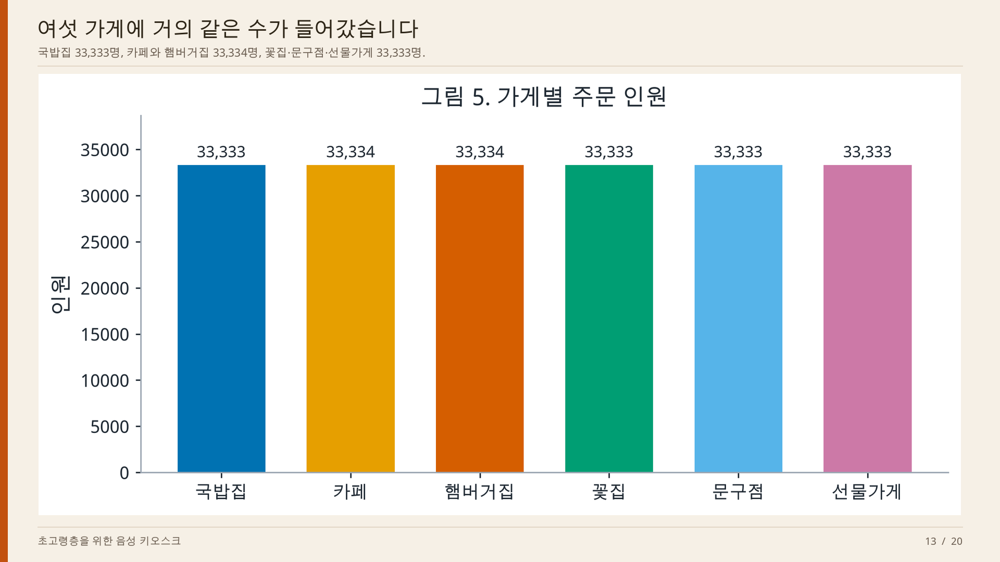 여섯 가게에 거의 같은 수가 들어갔습니다
국밥집 33,333명, 카페와 햄버거집 33,334명, 꽃집·문구점·선물가게 33,333명.
그림 5. 가게별 주문 인원
35000
30000
25000
20000
15000
10000
5000
0
인원
33,333
33,334
33,334
33,333
33,333
33,333
국밥집
카페
햄버거집
꽃집
문구점
선물가게
초고령층을 위한 음성 키오스크
13 / 20